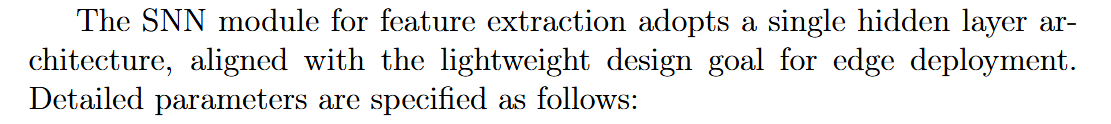 The SNN module for feature extraction adopts a single hidden layer ar-
chitecture, aligned with the lightweight design goal for edge deployment.
Detailed parameters are specified as follows: